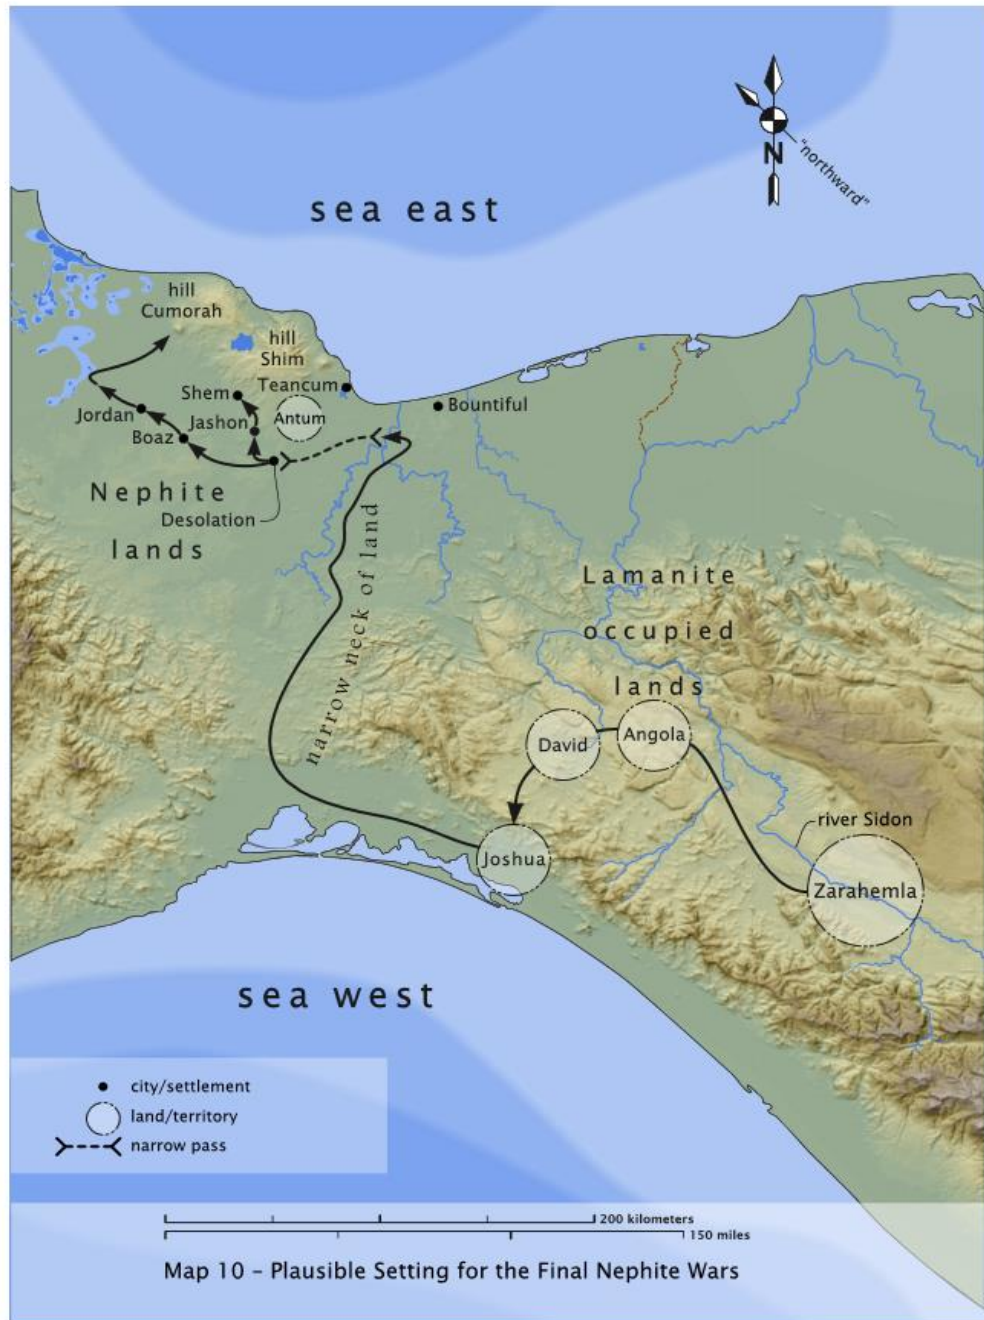 N
"northward"
sea east
hill
Cumorah
hill
Shim
Teancum
Shem
Antum
Bountiful
Jordan
Jashon
Boaz
Nephite
Desolation
lands
narrow neck of land
Lamanite
occupied
lands
David
Angola
river Sidon
Joshua
Zarahemla
sea west
city/settlement
land/territory
narrow pass
200 kilometers
150 miles
Map 10 – Plausible Setting for the Final Nephite Wars